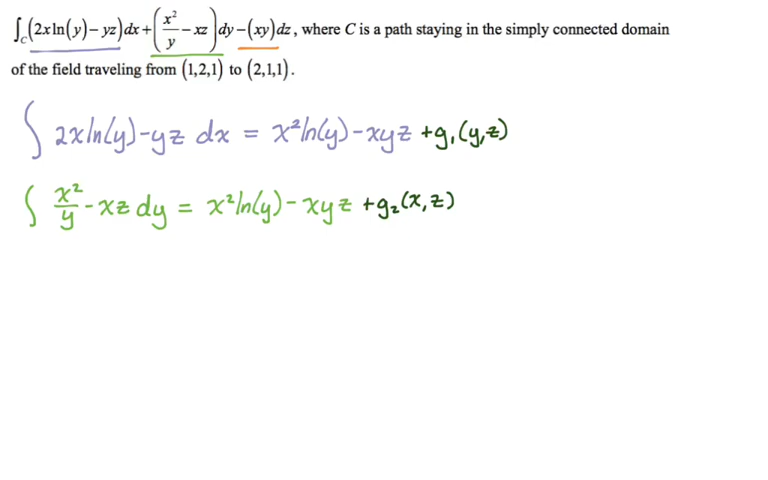 ∫_C (2x ln(y) − yz)dx + (x²/y − xz)dy − (xy)dz, where C is a path staying in the simply connected domain
of the field traveling from (1,2,1) to (2,1,1).
∫ 2x ln(y) − yz dx = x² ln(y) − xyz + g₁(y,z)
∫ x²/y − xz dy = x² ln(y) − xyz + g₂(x,z)